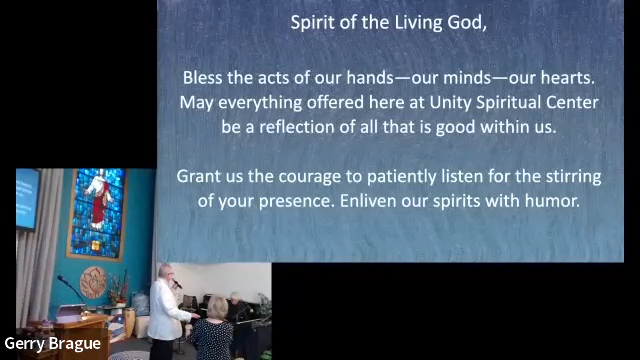 Spirit of the Living God,
Bless the acts of our hands—our minds—our hearts.
May everything offered here at Unity Spiritual Center
be a reflection of all that is good within us.
Grant us the courage to patiently listen for the stirring
of your presence. Enliven our spirits with humor.
Gerry Brague